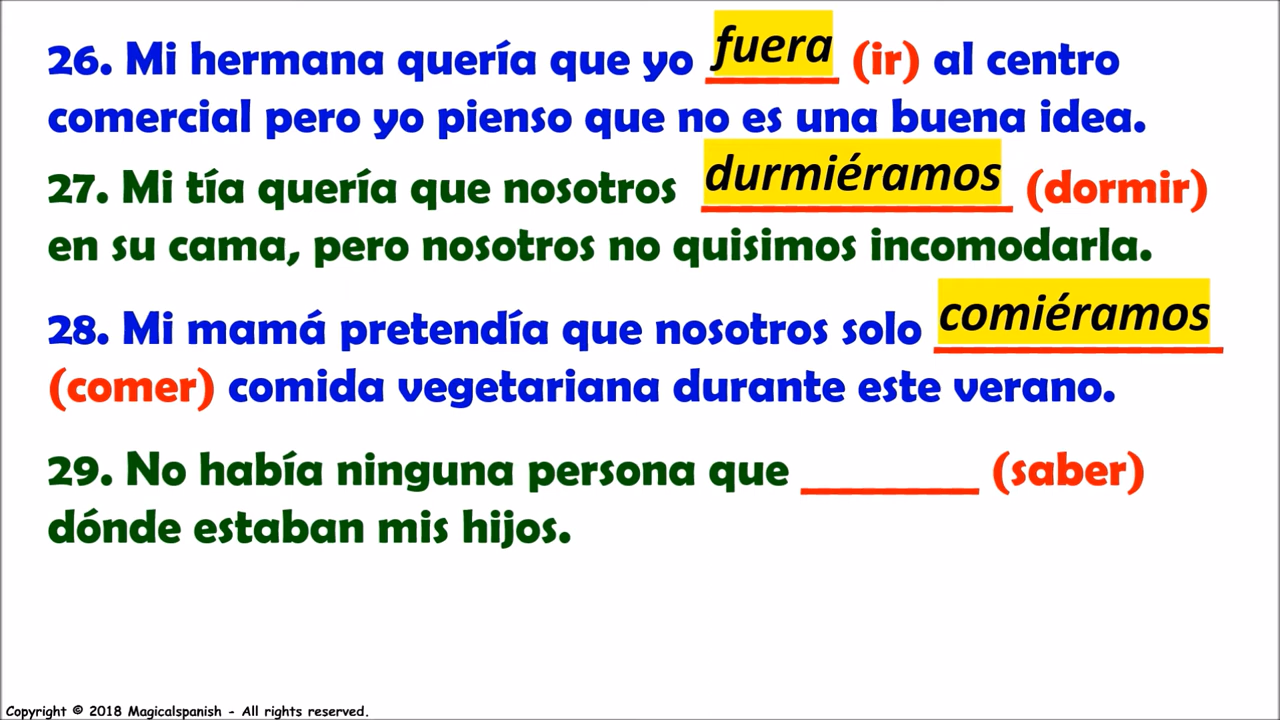 26. Mi hermana quería que yo fuera (ir) al centro
comercial pero yo pienso que no es una buena idea.
27. Mi tía quería que nosotros durmiéramos (dormir)
en su cama, pero nosotros no quisimos incomodarla.
28. Mi mamá pretendía que nosotros solo comiéramos
(comer) comida vegetariana durante este verano.
29. No había ninguna persona que ________ (saber)
dónde estaban mis hijos.
Copyright © 2018 Magicalspanish - All rights reserved.